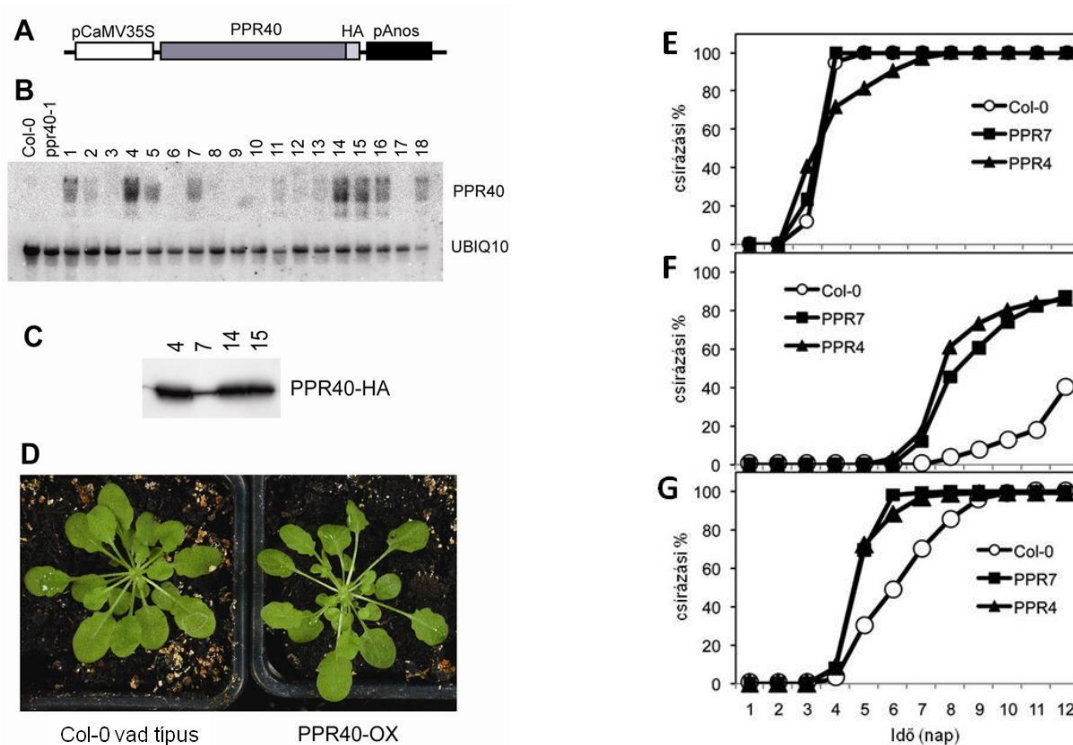 A
pCaMV35S PPR40 HA pAnos
B
Col-0 ppr40-1 1 2 3 4 5 6 7 8 9 10 11 12 13 14 15 16 17 18
PPR40
UBIQ10
C
4 7 14 15
PPR40-HA
D
Col-0 vad típus PPR40-OX
E
csírázási %
100
80
60
40
20
0
Col-0
PPR7
PPR4
F
csírázási %
100
80
60
40
20
0
Col-0
PPR7
PPR4
G
csírázási %
100
80
60
40
20
0
Col-0
PPR7
PPR4
1 2 3 4 5 6 7 8 9 10 11 12
Idő (nap)